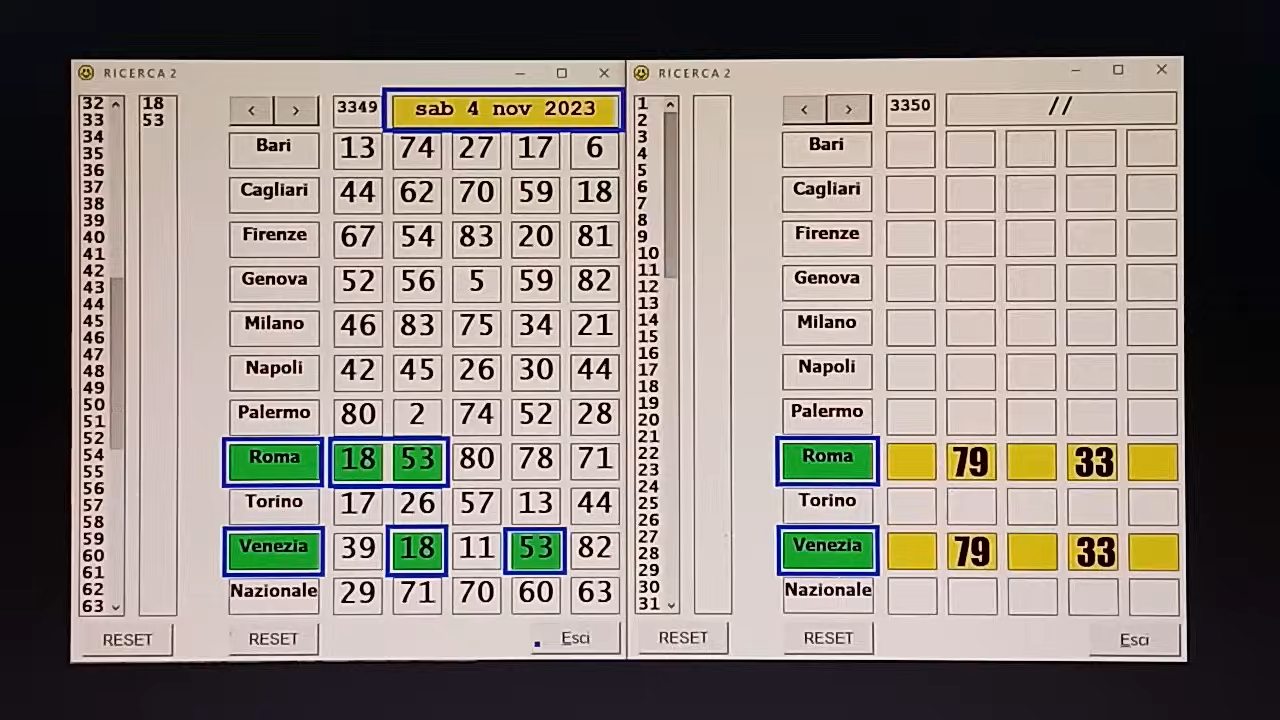 RICERCA 2
32 18
33 53
34
35
36
37
38
39
40
41
42
43
44
45
46
47
48
49
50
51
52
54
55
56
57
58
59
60
61
62
63
RESET
< > 3349 sab 4 nov 2023
Bari 13 74 27 17 6
Cagliari 44 62 70 59 18
Firenze 67 54 83 20 81
Genova 52 56 5 59 82
Milano 46 83 75 34 21
Napoli 42 45 26 30 44
Palermo 80 2 74 52 28
Roma 18 53 80 78 71
Torino 17 26 57 13 44
Venezia 39 18 11 53 82
Nazionale 29 71 70 60 63
RESET Esci
RICERCA 2
1
2
3
4
5
6
7
8
9
10
11
12
13
14
15
16
17
18
19
20
21
22
23
24
25
26
27
28
29
30
31
RESET
< > 3350 //
Bari
Cagliari
Firenze
Genova
Milano
Napoli
Palermo
Roma 79 33
Torino
Venezia 79 33
Nazionale
RESET Esci